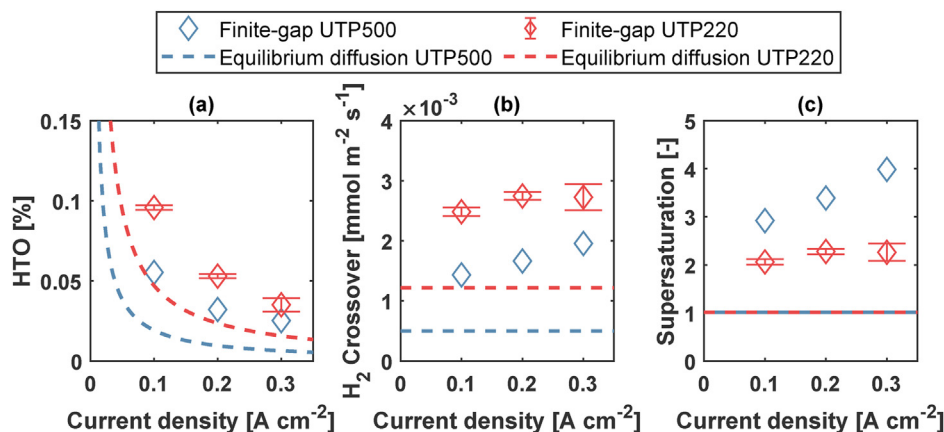 Finite-gap UTP500
Finite-gap UTP220
Equilibrium diffusion UTP500
Equilibrium diffusion UTP220
(a)
HTO [%]
0.15
0.1
0.05
0
0
0.1
0.2
0.3
Current density [A cm⁻²]
(b)
×10⁻³
H₂ Crossover [mmol m⁻² s⁻¹]
4
3
2
1
0
0
0.1
0.2
0.3
Current density [A cm⁻²]
(c)
Supersaturation [-]
5
4
3
2
1
0
0
0.1
0.2
0.3
Current density [A cm⁻²]